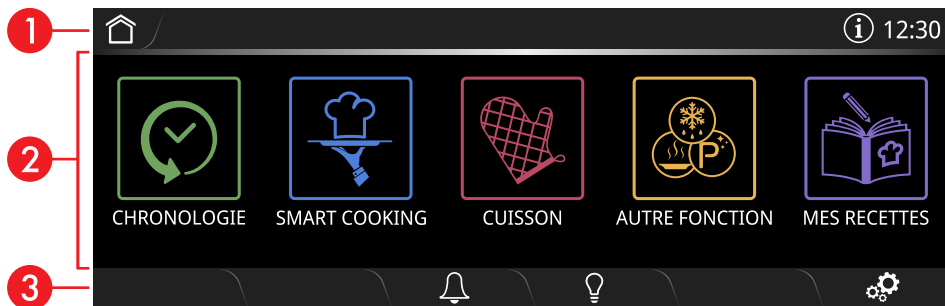 1
12:30
2
CHRONOLOGIE SMART COOKING CUISSON AUTRE FONCTION MES RECETTES
P
3